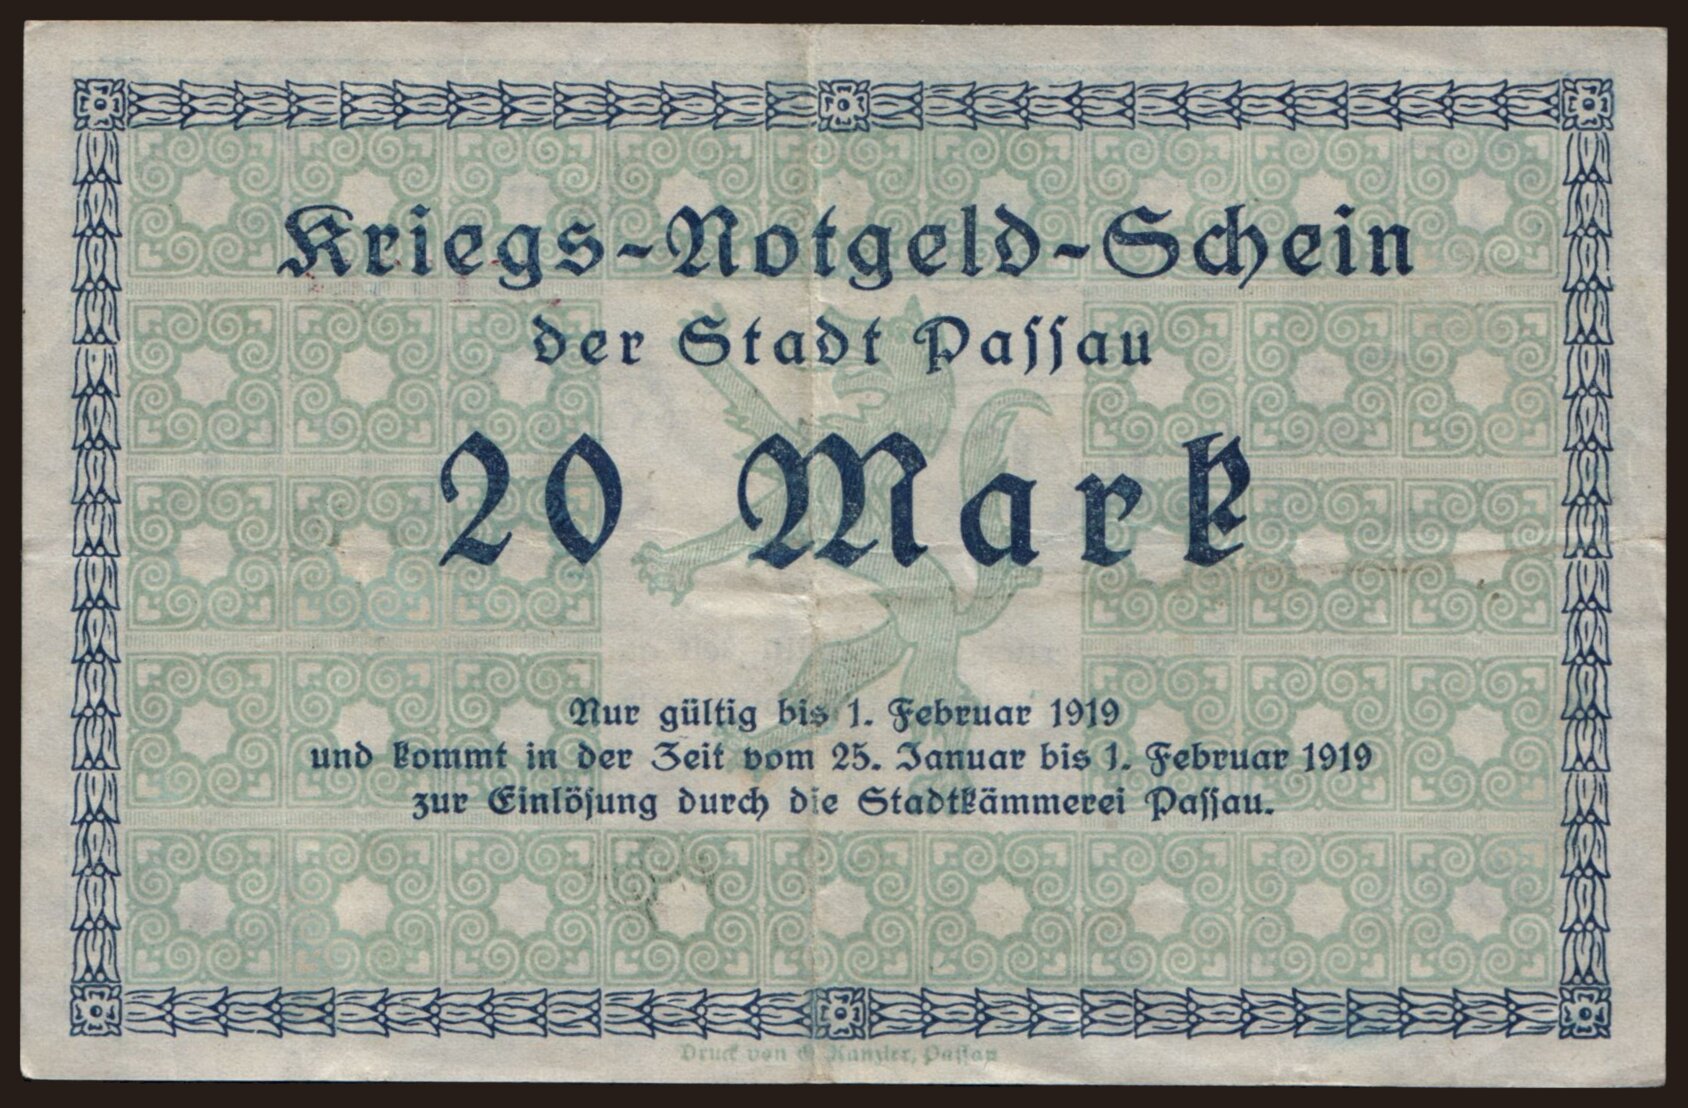 Kriegs-Notgeld-Schein
der Stadt Passau
20 Mark
Nur gültig bis 1. Februar 1919
und kommt in der Zeit vom 25. Januar bis 1. Februar 1919
zur Einlösung durch die Stadtkämmerei Passau.
Druck von G Kanzler, Passau